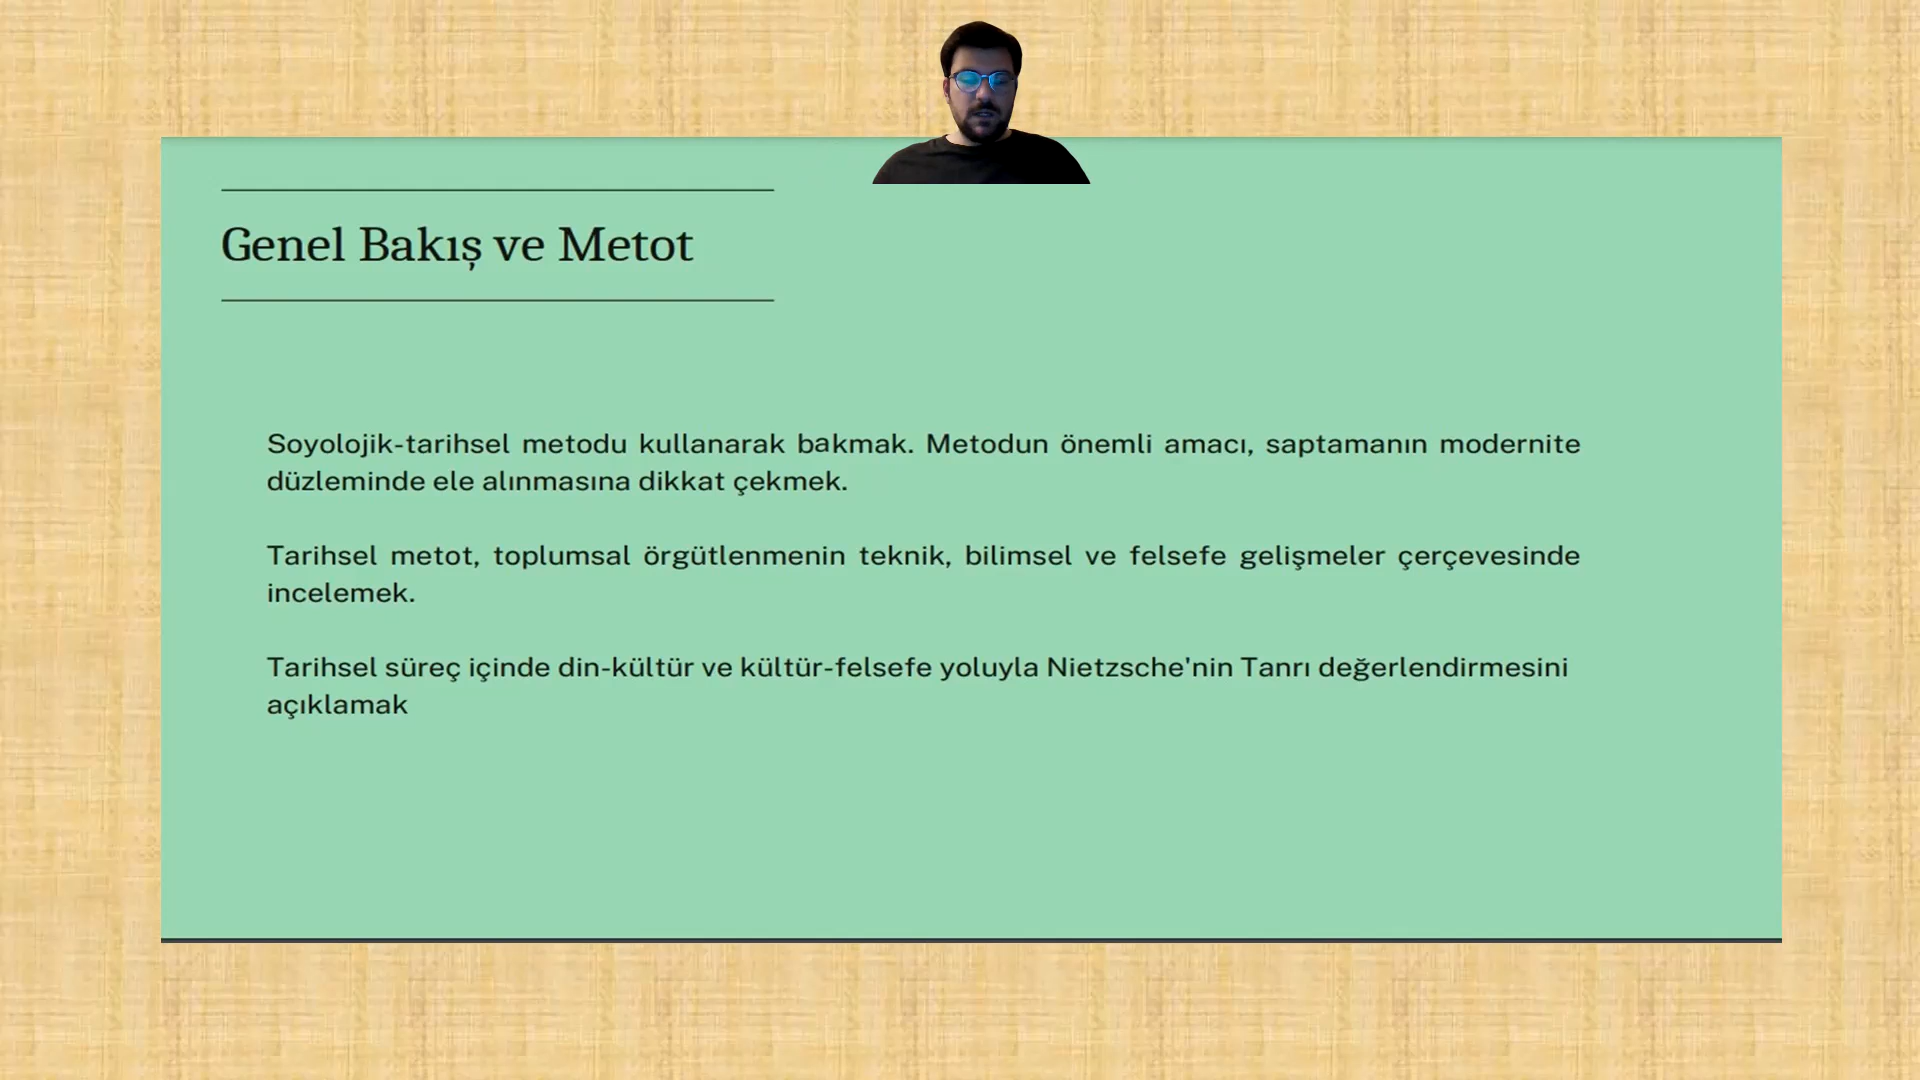 Genel Bakış ve Metot
Soyolojik-tarihsel metodu kullanarak bakmak. Metodun önemli amacı, saptamanın modernite
düzleminde ele alınmasına dikkat çekmek.
Tarihsel metot, toplumsal örgütlenmenin teknik, bilimsel ve felsefe gelişmeler çerçevesinde
incelemek.
Tarihsel süreç içinde din-kültür ve kültür-felsefe yoluyla Nietzsche'nin Tanrı değerlendirmesini
açıklamak